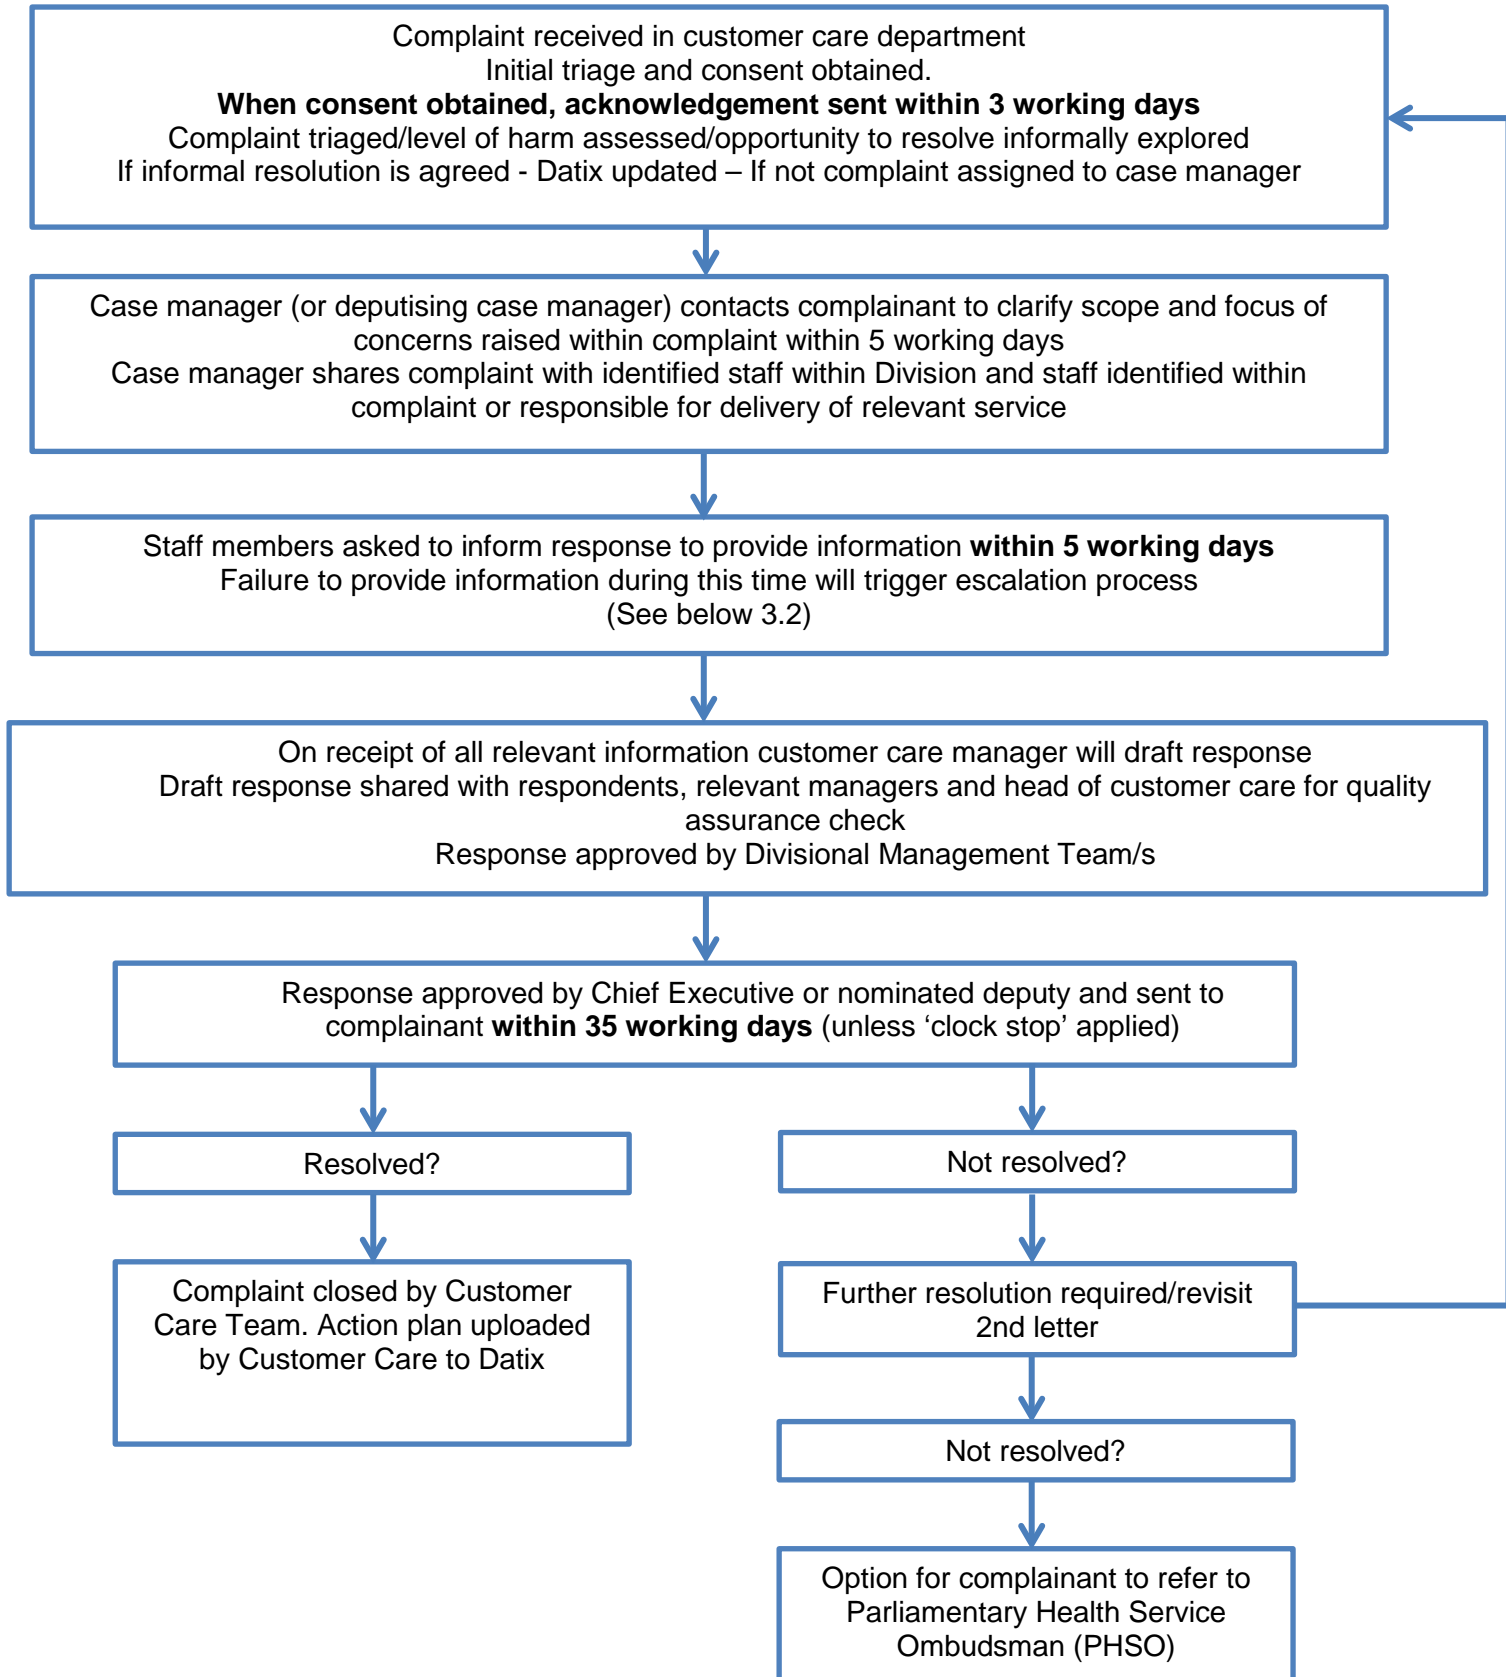 Complaint received in customer care department
Initial triage and consent obtained.
When consent obtained, acknowledgement sent within 3 working days
Complaint triaged/level of harm assessed/opportunity to resolve informally explored
If informal resolution is agreed - Datix updated – If not complaint assigned to case manager
Case manager (or deputising case manager) contacts complainant to clarify scope and focus of
concerns raised within complaint within 5 working days
Case manager shares complaint with identified staff within Division and staff identified within
complaint or responsible for delivery of relevant service
Staff members asked to inform response to provide information within 5 working days
Failure to provide information during this time will trigger escalation process
(See below 3.2)
On receipt of all relevant information customer care manager will draft response
Draft response shared with respondents, relevant managers and head of customer care for quality
assurance check
Response approved by Divisional Management Team/s
Response approved by Chief Executive or nominated deputy and sent to
complainant within 35 working days (unless ‘clock stop’ applied)
Resolved?
Complaint closed by Customer
Care Team. Action plan uploaded
by Customer Care to Datix
Not resolved?
Further resolution required/revisit
2nd letter
Not resolved?
Option for complainant to refer to
Parliamentary Health Service
Ombudsman (PHSO)